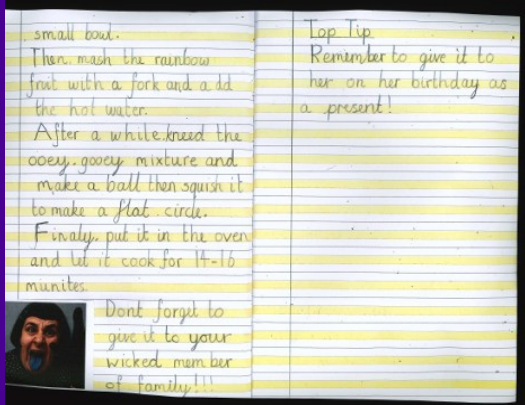 small bowl.
Then, mash the rainbow
fruit with a fork and add
the hot water.
After a while, kneed the
ooey, gooey mixture and
make a ball then squish it
to make a flat circle.
Finaly, put it in the oven
and let it cook for 14-16
munites.
Dont forget to
give it to your
wicked member
of family!!!
Top Tip
Remember to give it to
her on her birthday as
a present!